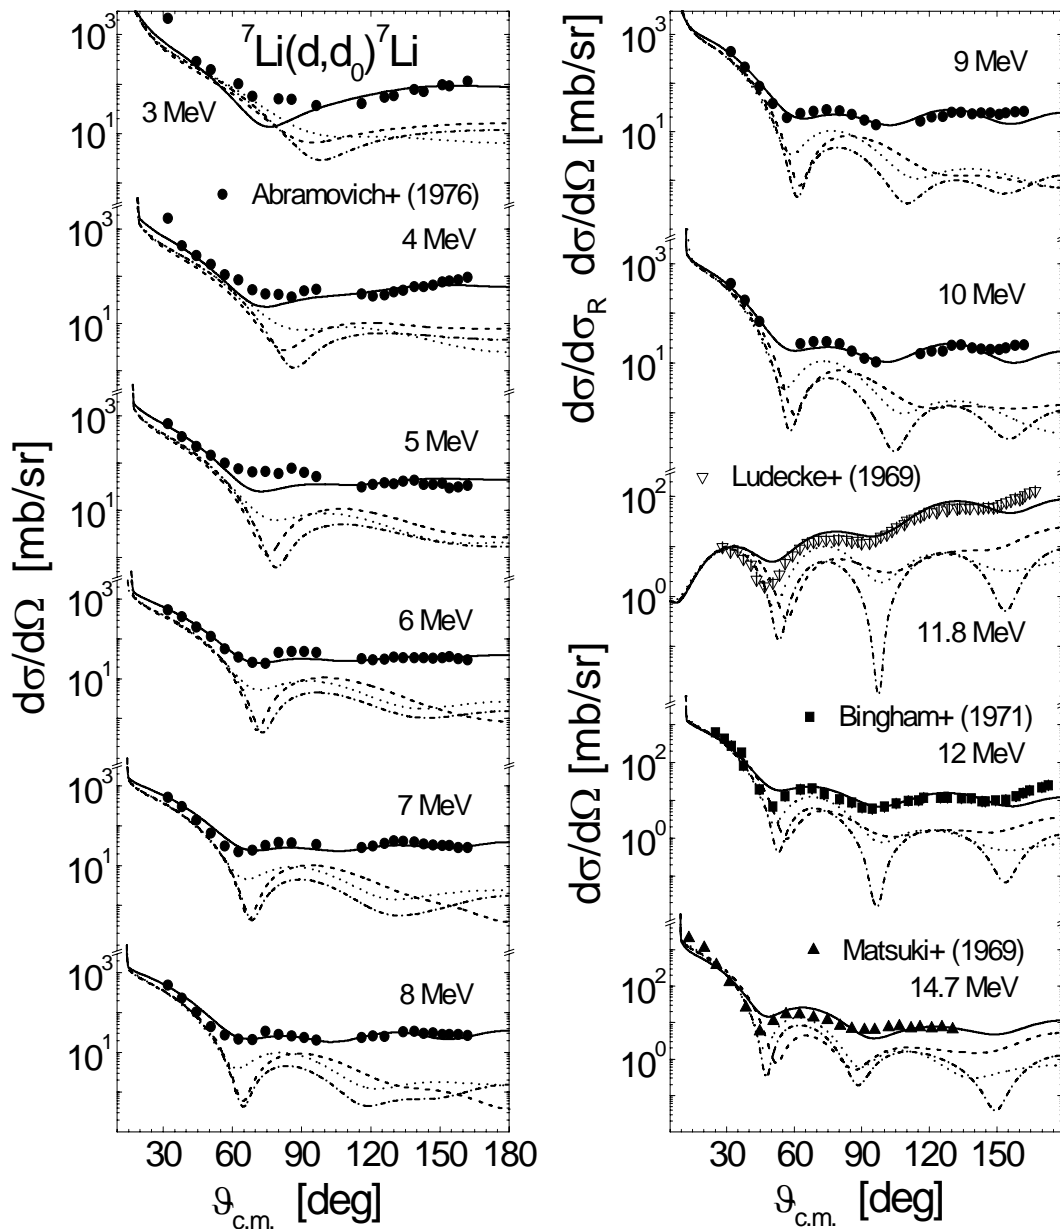 ⁷Li(d,d₀)⁷Li
10³
10¹
3 MeV
Abramovich+ (1976)
10³
10¹
4 MeV
10³
10¹
5 MeV
10³
10¹
6 MeV
10³
10¹
7 MeV
10³
10¹
8 MeV
30 60 90 120 150 180
ϑc.m. [deg]
dσ/dΩ [mb/sr]
10³
10¹
9 MeV
10³
10¹
10 MeV
dσ/dσR dσ/dΩ [mb/sr]
Ludecke+ (1969)
10²
10⁰
11.8 MeV
Bingham+ (1971)
12 MeV
10²
10⁰
Matsuki+ (1969)
14.7 MeV
10²
10⁰
dσ/dΩ [mb/sr]
30 60 90 120 150
ϑc.m. [deg]